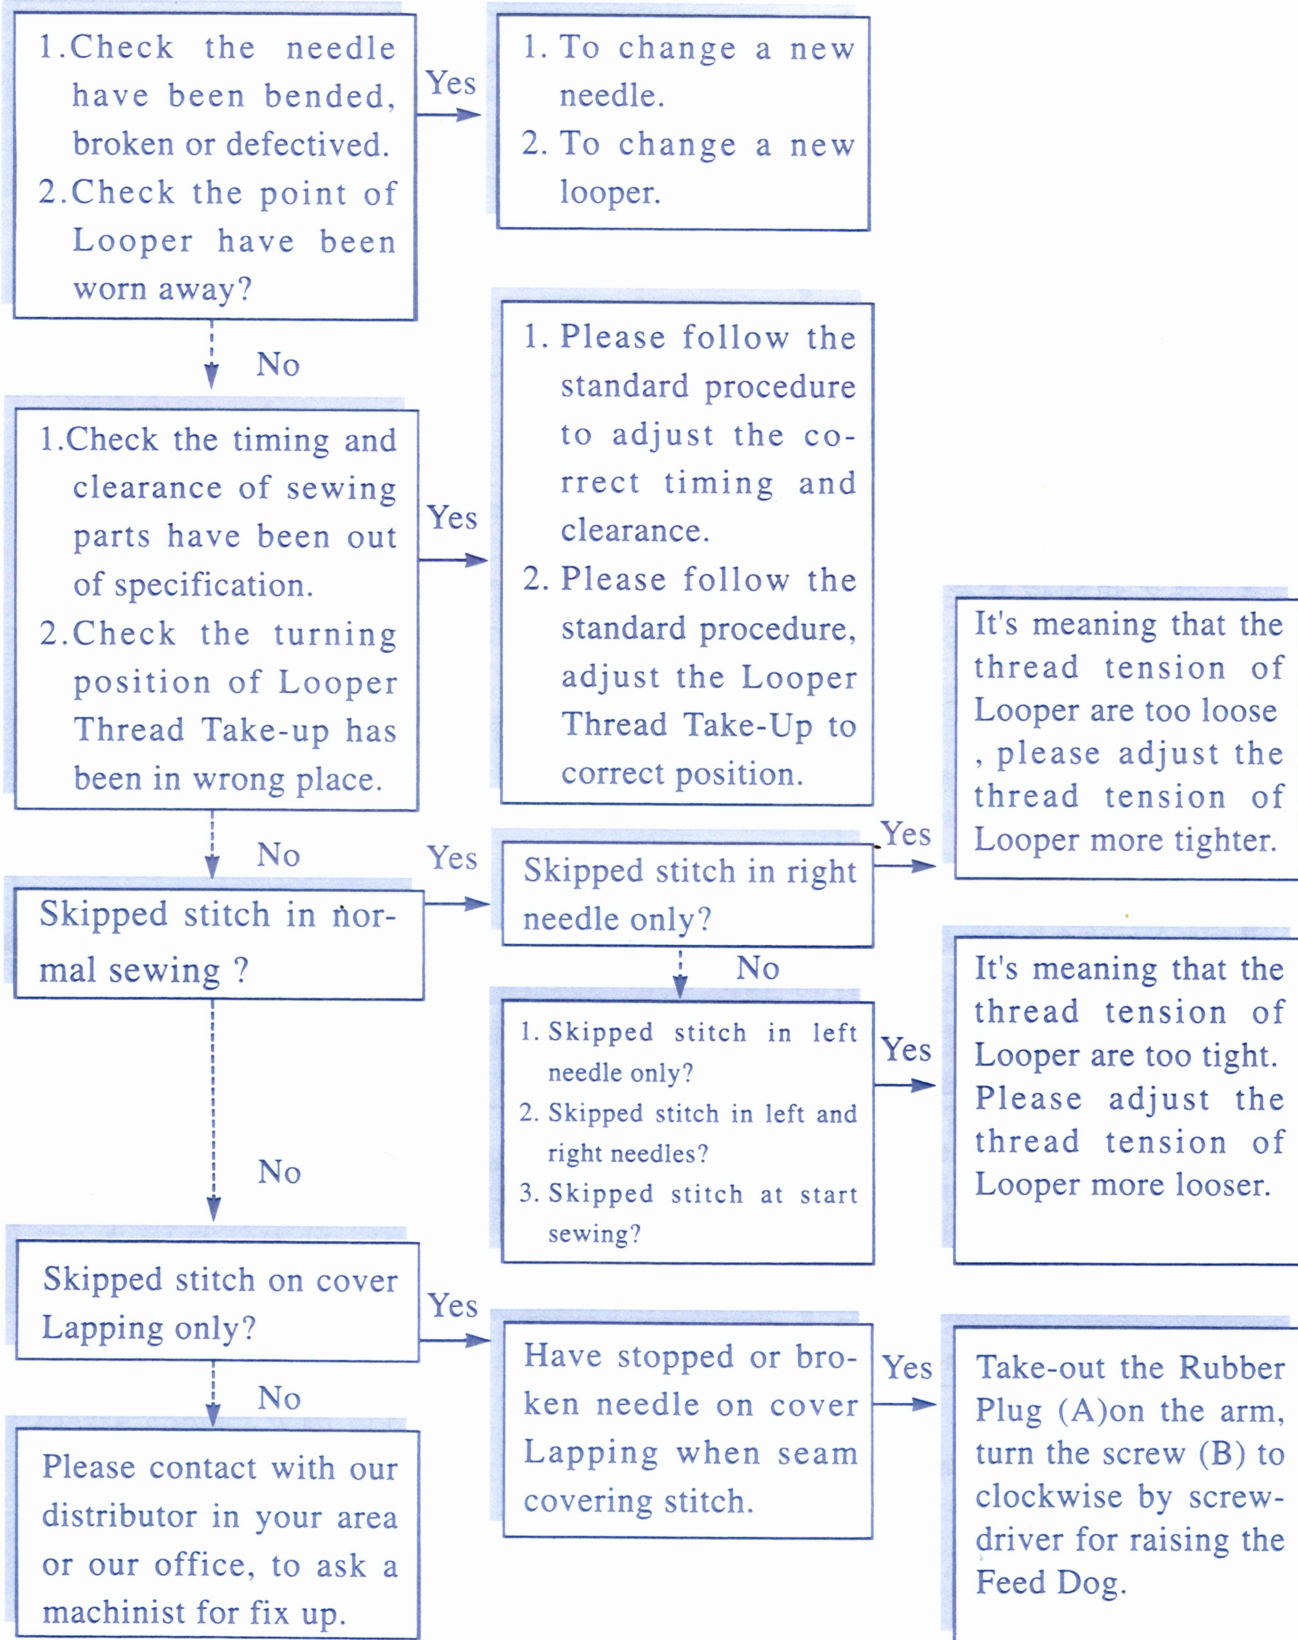 1.Check the needle
have been bended,
broken or defectived.
2.Check the point of
Looper have been
worn away?
Yes
1. To change a new
needle.
2. To change a new
looper.
No
1.Check the timing and
clearance of sewing
parts have been out
of specification.
2.Check the turning
position of Looper
Thread Take-up has
been in wrong place.
Yes
1. Please follow the
standard procedure
to adjust the co-
rrect timing and
clearance.
2. Please follow the
standard procedure,
adjust the Looper
Thread Take-Up to
correct position.
No
Skipped stitch in nor-
mal sewing ?
Yes
Skipped stitch in right
needle only?
Yes
It's meaning that the
thread tension of
Looper are too loose
, please adjust the
thread tension of
Looper more tighter.
No
1. Skipped stitch in left
needle only?
2. Skipped stitch in left and
right needles?
3. Skipped stitch at start
sewing?
Yes
It's meaning that the
thread tension of
Looper are too tight.
Please adjust the
thread tension of
Looper more looser.
No
Skipped stitch on cover
Lapping only?
Yes
Have stopped or bro-
ken needle on cover
Lapping when seam
covering stitch.
Yes
Take-out the Rubber
Plug (A)on the arm,
turn the screw (B) to
clockwise by screw-
driver for raising the
Feed Dog.
No
Please contact with our
distributor in your area
or our office, to ask a
machinist for fix up.